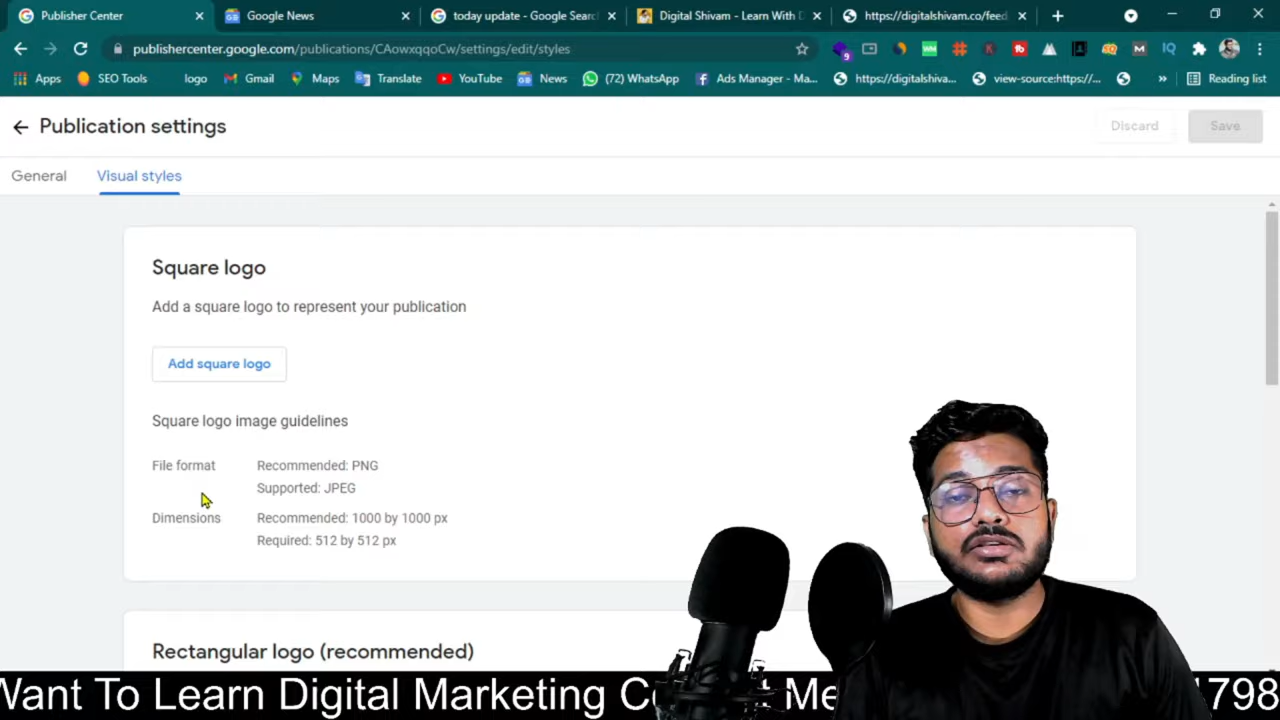 Publisher Center
Google News
today update - Google Searc
Digital Shivam - Learn With D
https://digitalshivam.co/feed
publishercenter.google.com/publications/CAowxqqoCw/settings/edit/styles
9
Apps
SEO Tools
logo
Gmail
Maps
Translate
YouTube
News
(72) WhatsApp
Ads Manager - Ma...
https://digitalshiva...
view-source:https://...
»
Reading list
Publication settings
Discard
Save
General
Visual styles
Square logo
Add a square logo to represent your publication
Add square logo
Square logo image guidelines
File format
Recommended: PNG
Supported: JPEG
Dimensions
Recommended: 1000 by 1000 px
Required: 512 by 512 px
Rectangular logo (recommended)
Want To Learn Digital Marketing C Me 1798